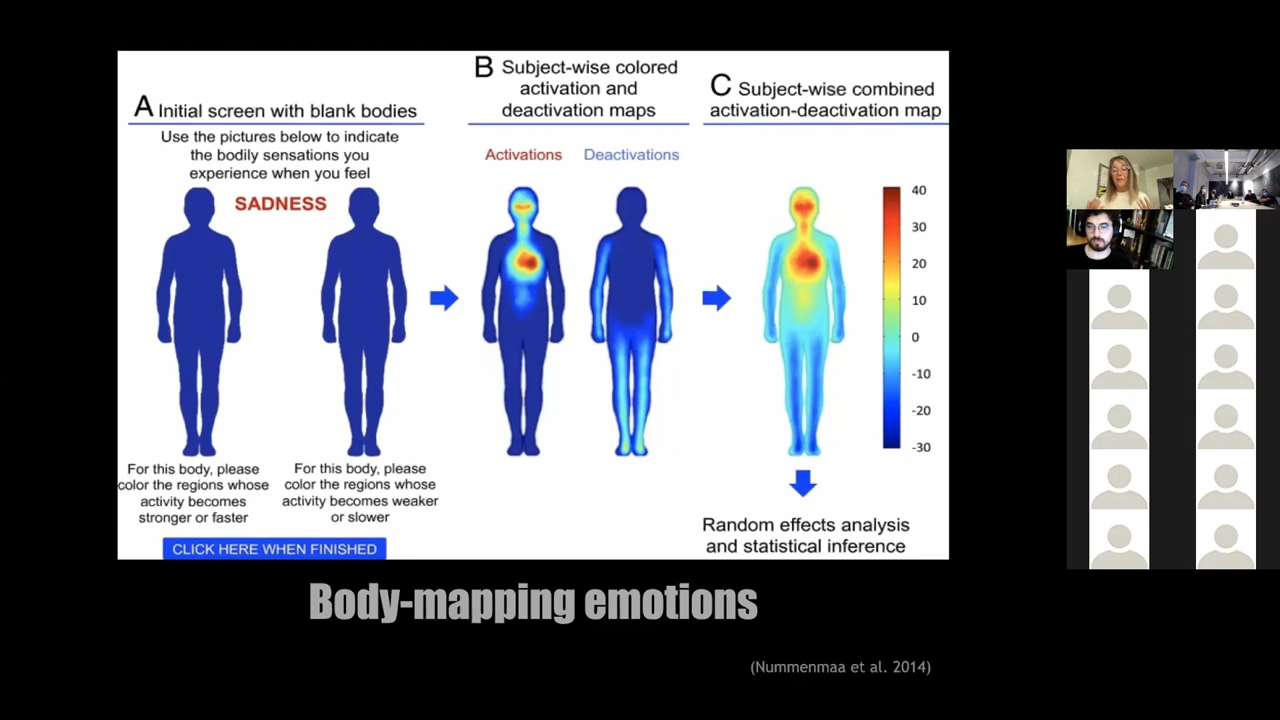 A Initial screen with blank bodies
Use the pictures below to indicate
the bodily sensations you
experience when you feel
SADNESS
For this body, please
color the regions whose
activity becomes
stronger or faster
For this body, please
color the regions whose
activity becomes weaker
or slower
CLICK HERE WHEN FINISHED
B Subject-wise colored
activation and
deactivation maps
Activations
Deactivations
C Subject-wise combined
activation-deactivation map
40
30
20
10
0
-10
-20
-30
Random effects analysis
and statistical inference
Body-mapping emotions
(Nummenmaa et al. 2014)